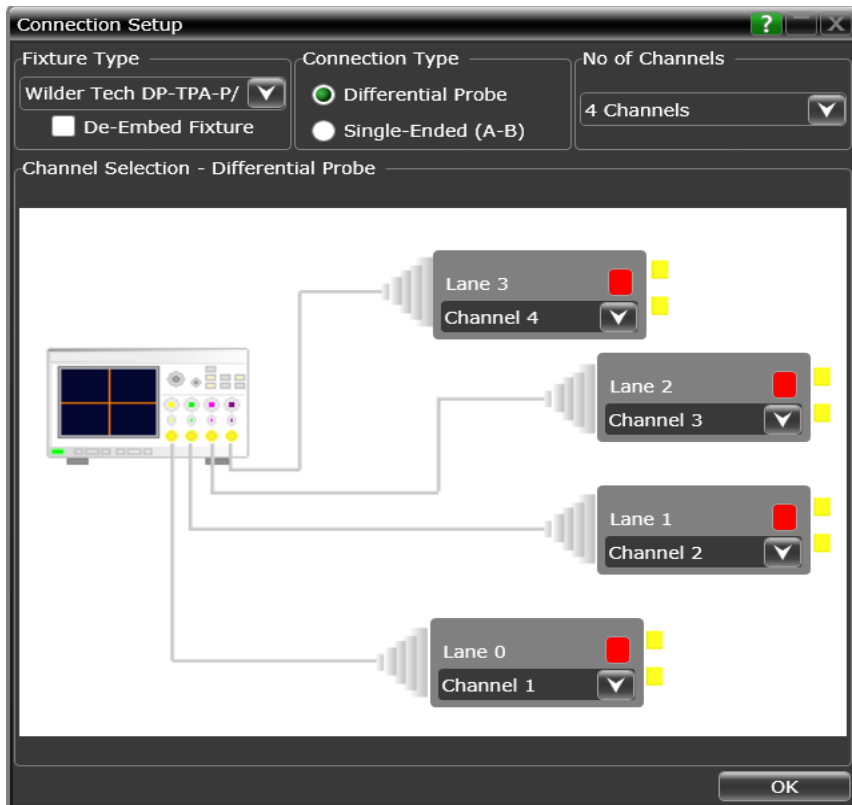 Connection Setup
?
Fixture Type
Wilder Tech DP-TPA-P/
De-Embed Fixture
Connection Type
Differential Probe
Single-Ended (A-B)
No of Channels
4 Channels
Channel Selection - Differential Probe
Lane 3
Channel 4
Lane 2
Channel 3
Lane 1
Channel 2
Lane 0
Channel 1
OK